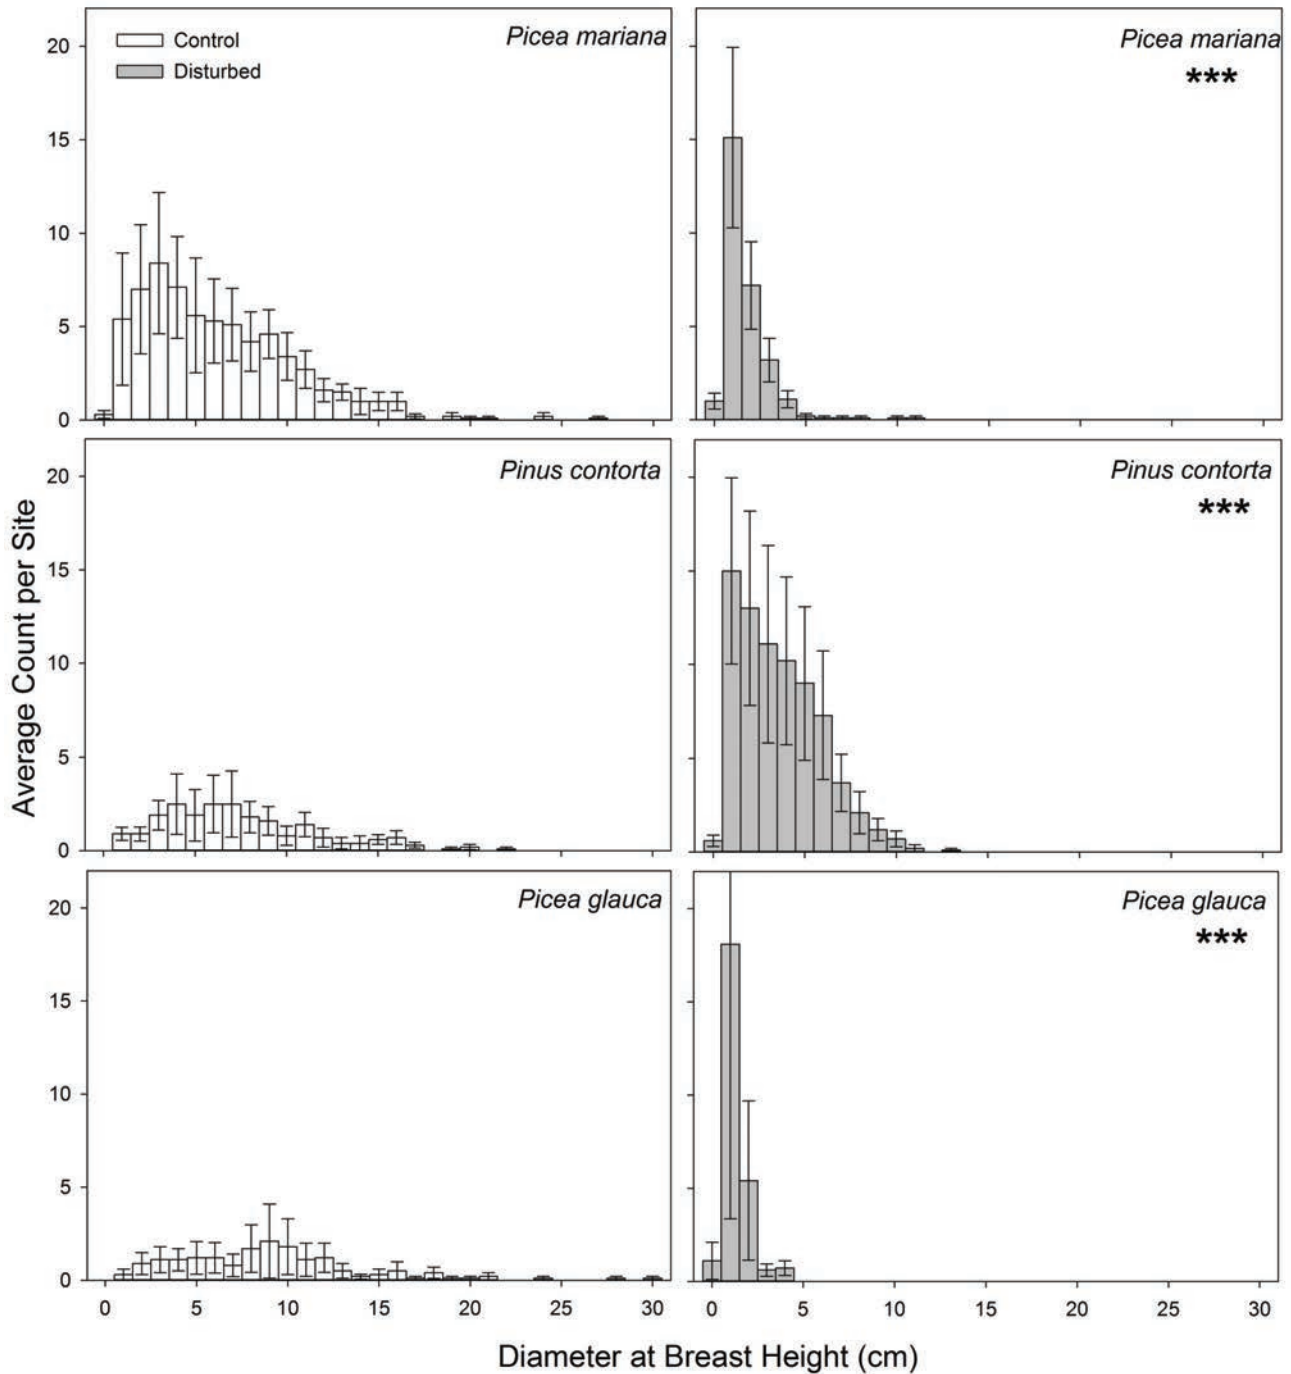 Control
Disturbed
Picea mariana
Picea mariana
***
20
15
10
5
0
Pinus contorta
Pinus contorta
***
20
15
10
5
0
Picea glauca
Picea glauca
***
20
15
10
5
0
0 5 10 15 20 25 30
0 5 10 15 20 25 30
Average Count per Site
Diameter at Breast Height (cm)